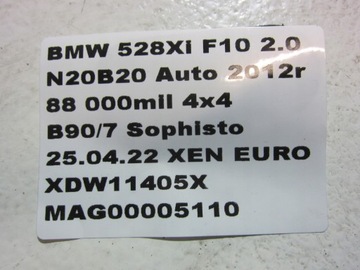 BMW 528Xi F10 2.0
N20B20 Auto 2012r
88 000mil 4x4
B90/7 Sophisto
25.04.22 XEN EURO
XDW11405X
MAG00005110